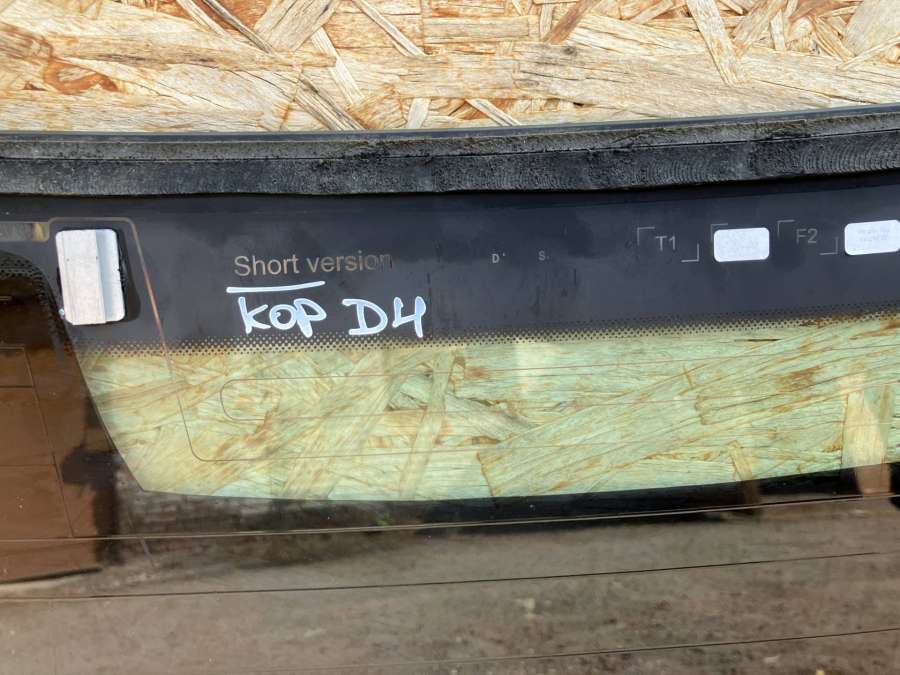 Short version
D' S.
T1 F2
KOP D4